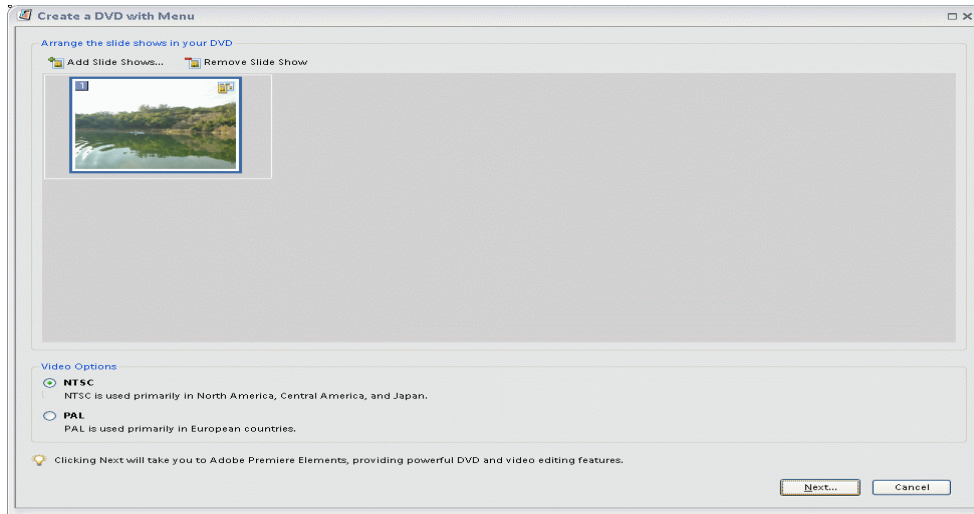 Create a DVD with Menu
Arrange the slide shows in your DVD
Add Slide Shows... Remove Slide Show
1
Video Options
NTSC
NTSC is used primarily in North America, Central America, and Japan.
PAL
PAL is used primarily in European countries.
Clicking Next will take you to Adobe Premiere Elements, providing powerful DVD and video editing features.
Next... Cancel